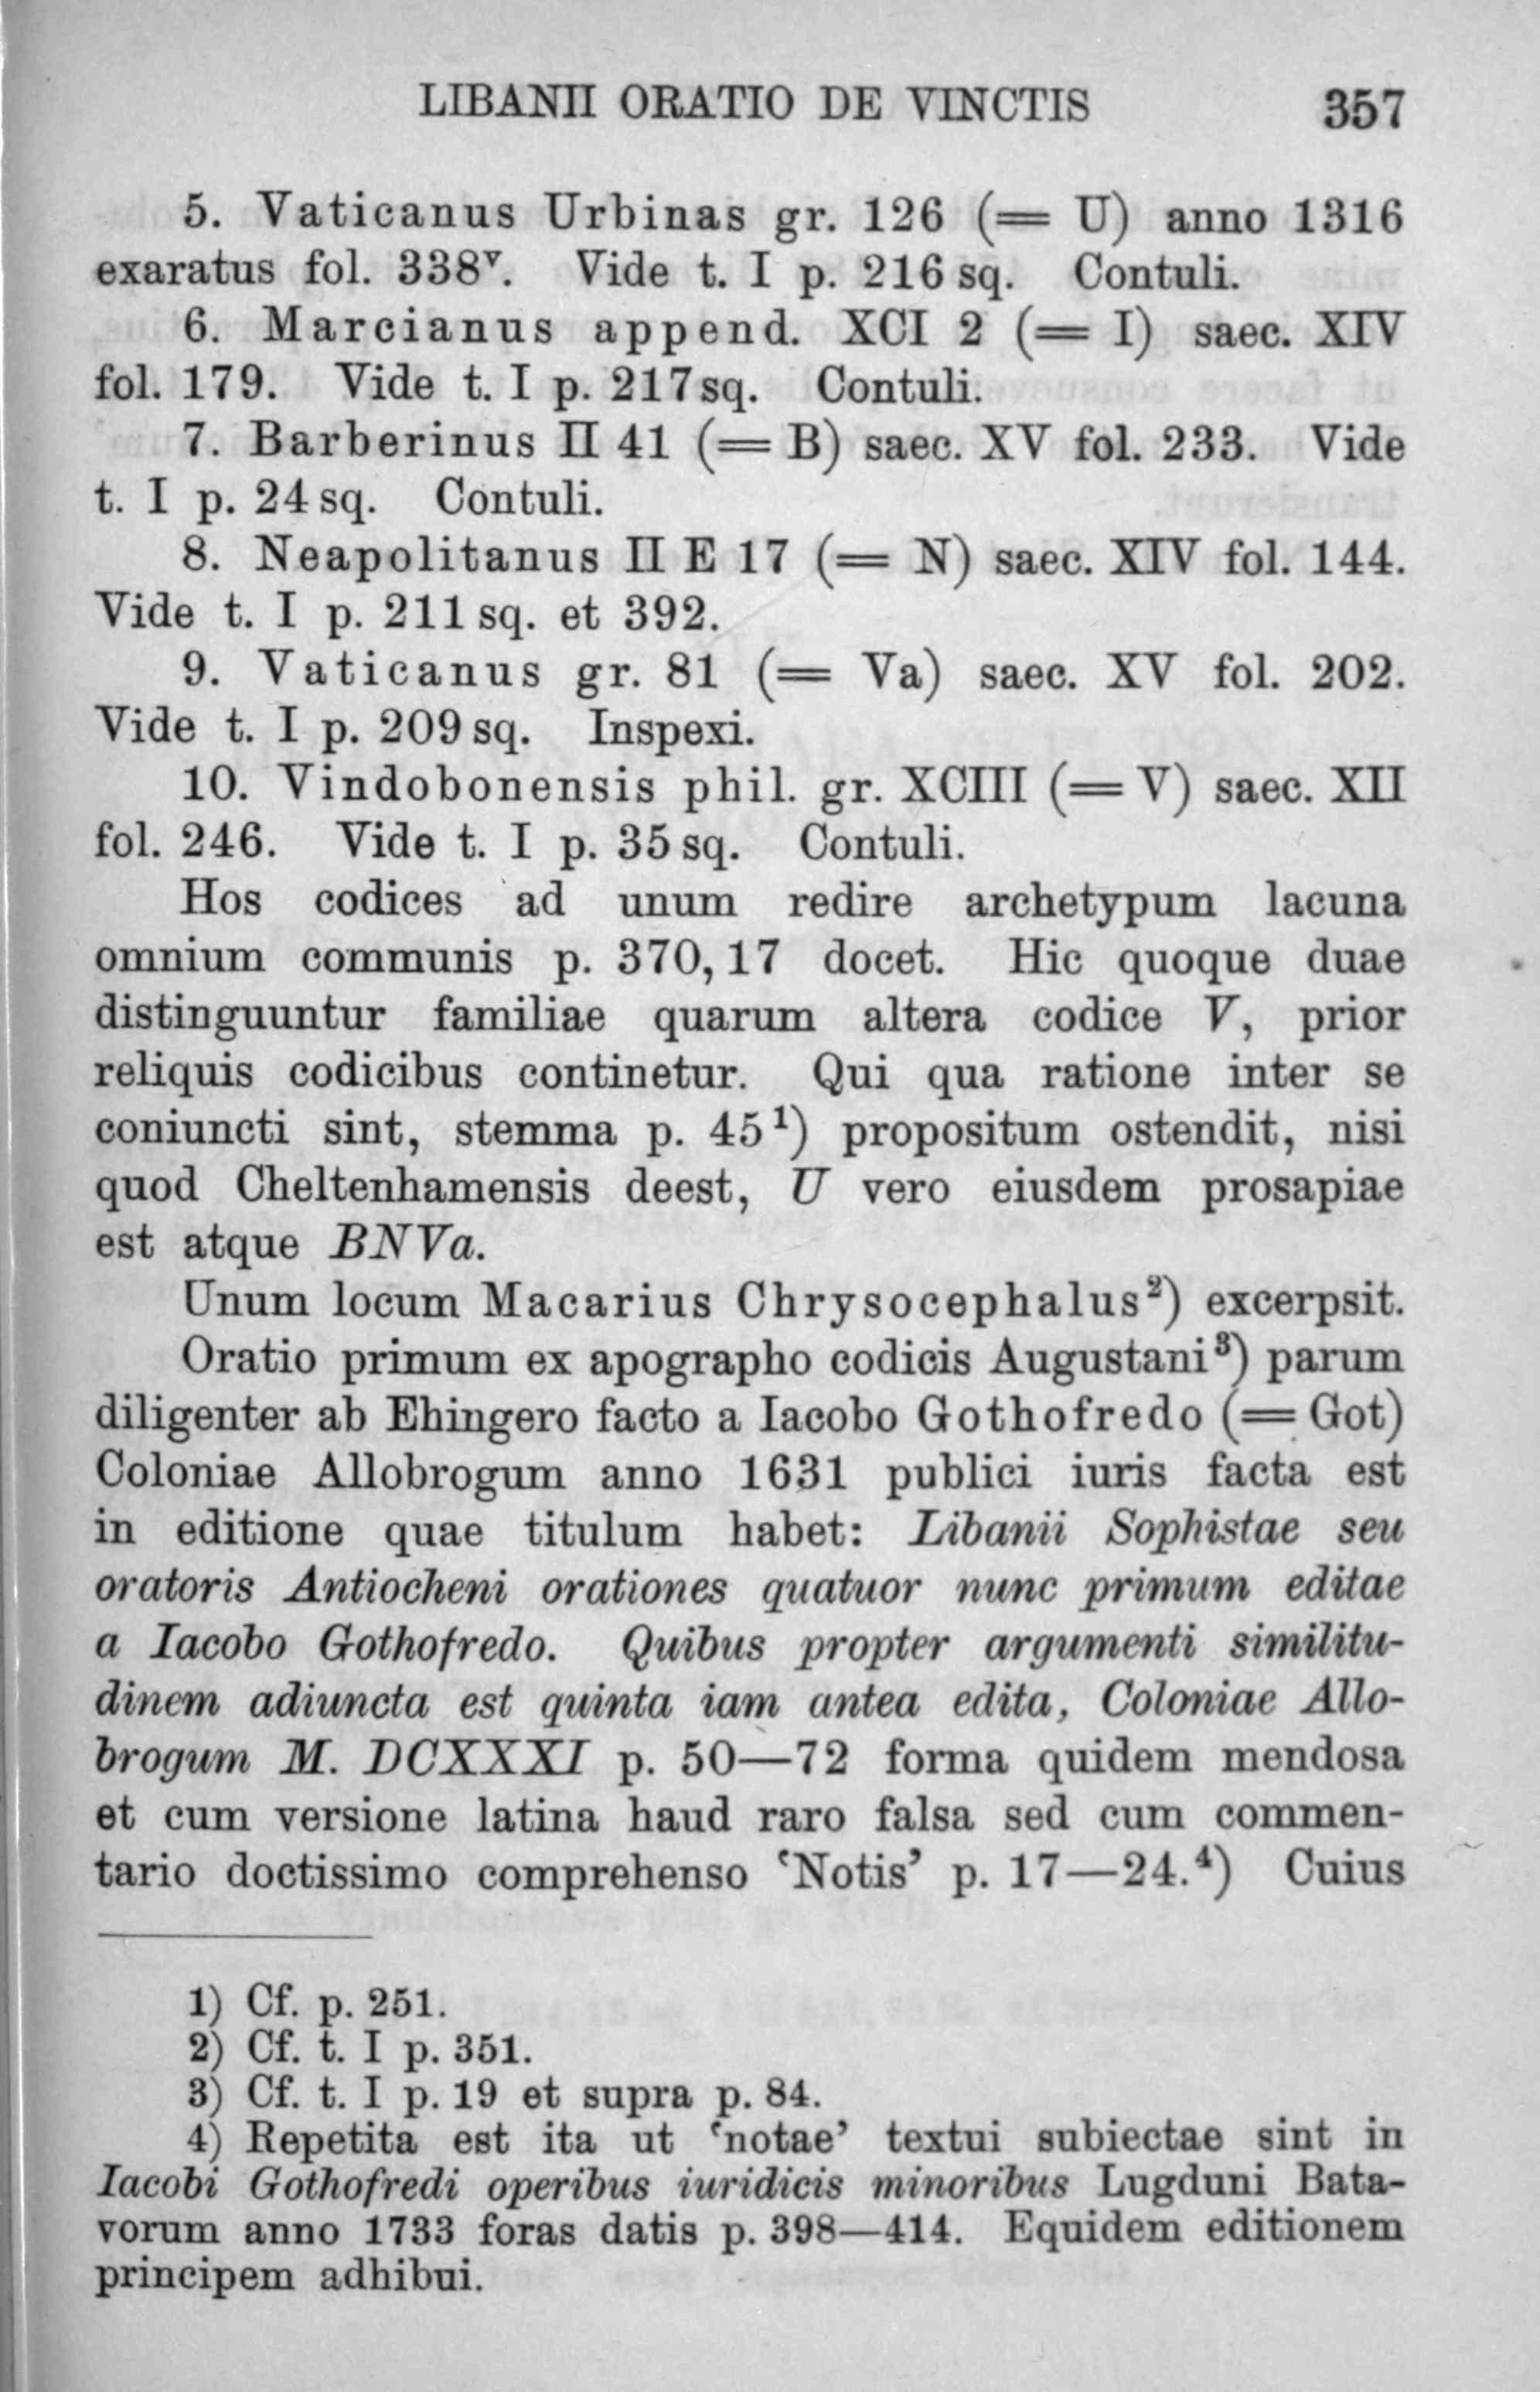 LIBANII ORATIO DE VINCTIS 357
5. Vaticanus Urbinas gr. 126 (= U) anno 1316
exaratus fol. 338ᵛ. Vide t. I p. 216 sq. Contuli.
6. Marcianus append. XCI 2 (= I) saec. XIV
fol. 179. Vide t. I p. 217 sq. Contuli.
7. Barberinus II 41 (= B) saec. XV fol. 233. Vide
t. I p. 24 sq. Contuli.
8. Neapolitanus II E 17 (= N) saec. XIV fol. 144.
Vide t. I p. 211 sq. et 392.
9. Vaticanus gr. 81 (= Va) saec. XV fol. 202.
Vide t. I p. 209 sq. Inspexi.
10. Vindobonensis phil. gr. XCIII (= V) saec. XII
fol. 246. Vide t. I p. 35 sq. Contuli.
Hos codices ad unum redire archetypum lacuna
omnium communis p. 370, 17 docet. Hic quoque duae
distinguuntur familiae quarum altera codice V, prior
reliquis codicibus continetur. Qui qua ratione inter se
coniuncti sint, stemma p. 45¹) propositum ostendit, nisi
quod Cheltenhamensis deest, U vero eiusdem prosapiae
est atque BNVa.
Unum locum Macarius Chrysocephalus²) excerpsit.
Oratio primum ex apographo codicis Augustani³) parum
diligenter ab Ehingero facto a Iacobo Gothofredo (= Got)
Coloniae Allobrogum anno 1631 publici iuris facta est
in editione quae titulum habet: Libanii Sophistae seu
oratoris Antiocheni orationes quatuor nunc primum editae
a Iacobo Gothofredo. Quibus propter argumenti similitu-
dinem adiuncta est quinta iam antea edita, Coloniae Allo-
brogum M. DCXXXI p. 50—72 forma quidem mendosa
et cum versione latina haud raro falsa sed cum commen-
tario doctissimo comprehenso ‘Notis’ p. 17—24.⁴) Cuius
1) Cf. p. 251.
2) Cf. t. I p. 351.
3) Cf. t. I p. 19 et supra p. 84.
4) Repetita est ita ut ‘notae’ textui subiectae sint in
Iacobi Gothofredi operibus iuridicis minoribus Lugduni Bata-
vorum anno 1733 foras datis p. 398—414. Equidem editionem
principem adhibui.